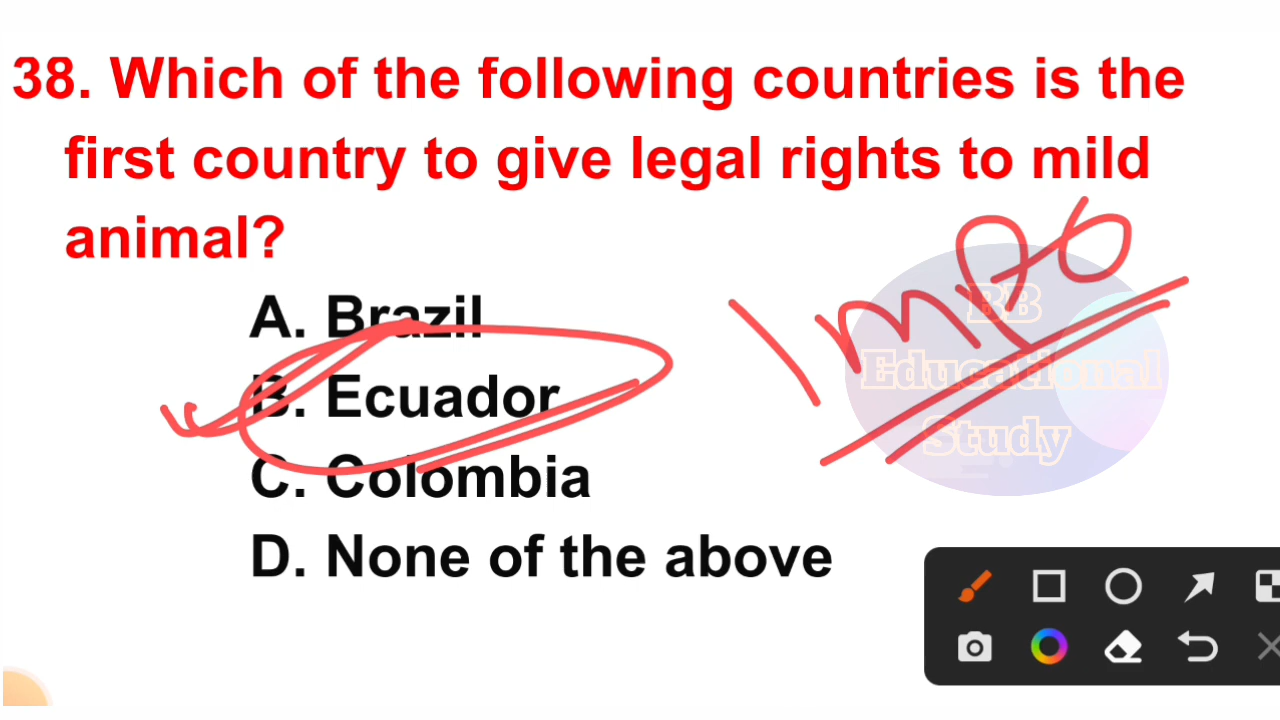 38. Which of the following countries is the
first country to give legal rights to mild
animal?
A. Brazil
B. Ecuador
C. Colombia
D. None of the above
BB
Educational
Study